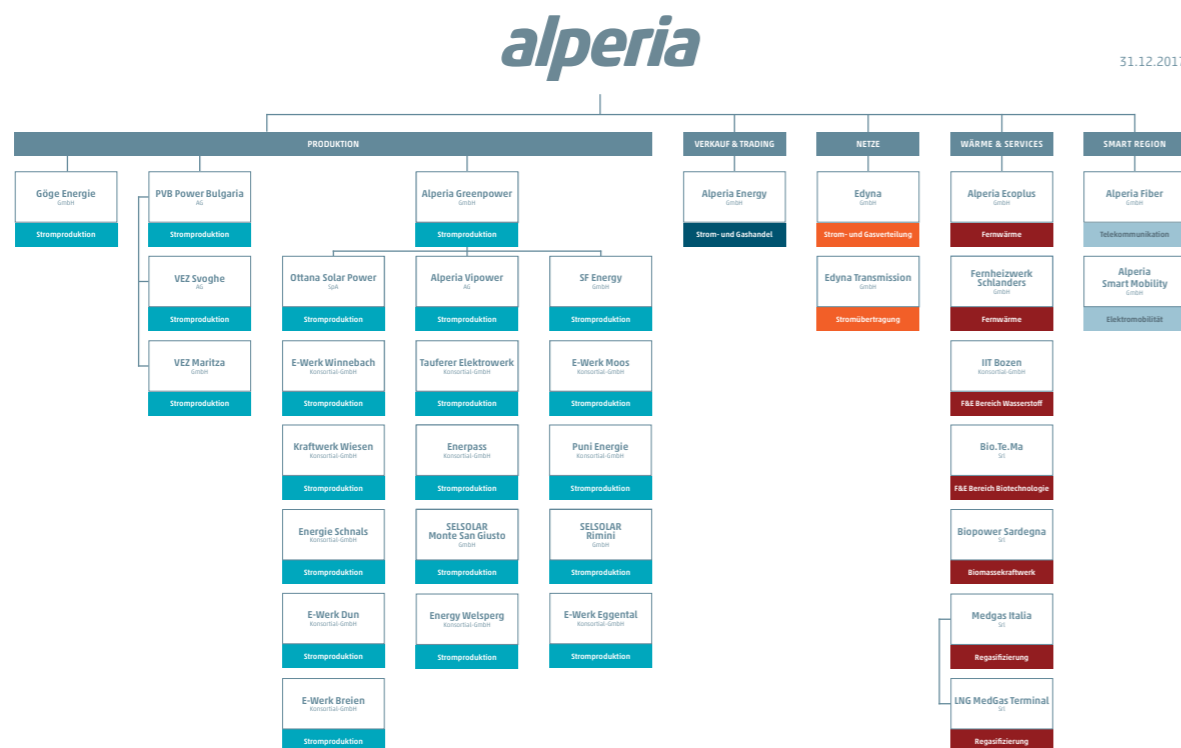 alperia
31.12.2017
PRODUKTION
VERKAUF & TRADING
NETZE
WÄRME & SERVICES
SMART REGION
Göge Energie
GmbH
Stromproduktion
PVB Power Bulgaria
AG
Stromproduktion
VEZ Svoghe
AG
Stromproduktion
VEZ Maritza
GmbH
Stromproduktion
Alperia Greenpower
GmbH
Stromproduktion
Ottana Solar Power
SpA
Stromproduktion
Alperia Vipower
AG
Stromproduktion
SF Energy
GmbH
Stromproduktion
E-Werk Winnebach
Konsortial-GmbH
Stromproduktion
Tauferer Elektrowerk
Konsortial-GmbH
Stromproduktion
E-Werk Moos
Konsortial-GmbH
Stromproduktion
Kraftwerk Wiesen
Konsortial-GmbH
Stromproduktion
Enerpass
Konsortial-GmbH
Stromproduktion
Puni Energie
Konsortial-GmbH
Stromproduktion
Energie Schnals
Konsortial-GmbH
Stromproduktion
SELSOLAR
Monte San Giusto
GmbH
Stromproduktion
SELSOLAR
Rimini
GmbH
Stromproduktion
E-Werk Dun
Konsortial-GmbH
Stromproduktion
Energy Welsperg
Konsortial-GmbH
Stromproduktion
E-Werk Eggental
Konsortial-GmbH
Stromproduktion
E-Werk Breien
Konsortial-GmbH
Stromproduktion
Alperia Energy
GmbH
Strom- und Gashandel
Edyna
GmbH
Strom- und Gasverteilung
Edyna Transmission
GmbH
Stromübertragung
Alperia Ecoplus
GmbH
Fernwärme
Fernheizwerk
Schlanders
GmbH
Fernwärme
IIT Bozen
Konsortial-GmbH
F&E Bereich Wasserstoff
Bio.Te.Ma
Srl
F&E Bereich Biotechnologie
Biopower Sardegna
Srl
Biomassekraftwerk
Medgas Italia
Srl
Regasifizierung
LNG MedGas Terminal
Srl
Regasifizierung
Alperia Fiber
GmbH
Telekommunikation
Alperia
Smart Mobility
GmbH
Elektromobilität